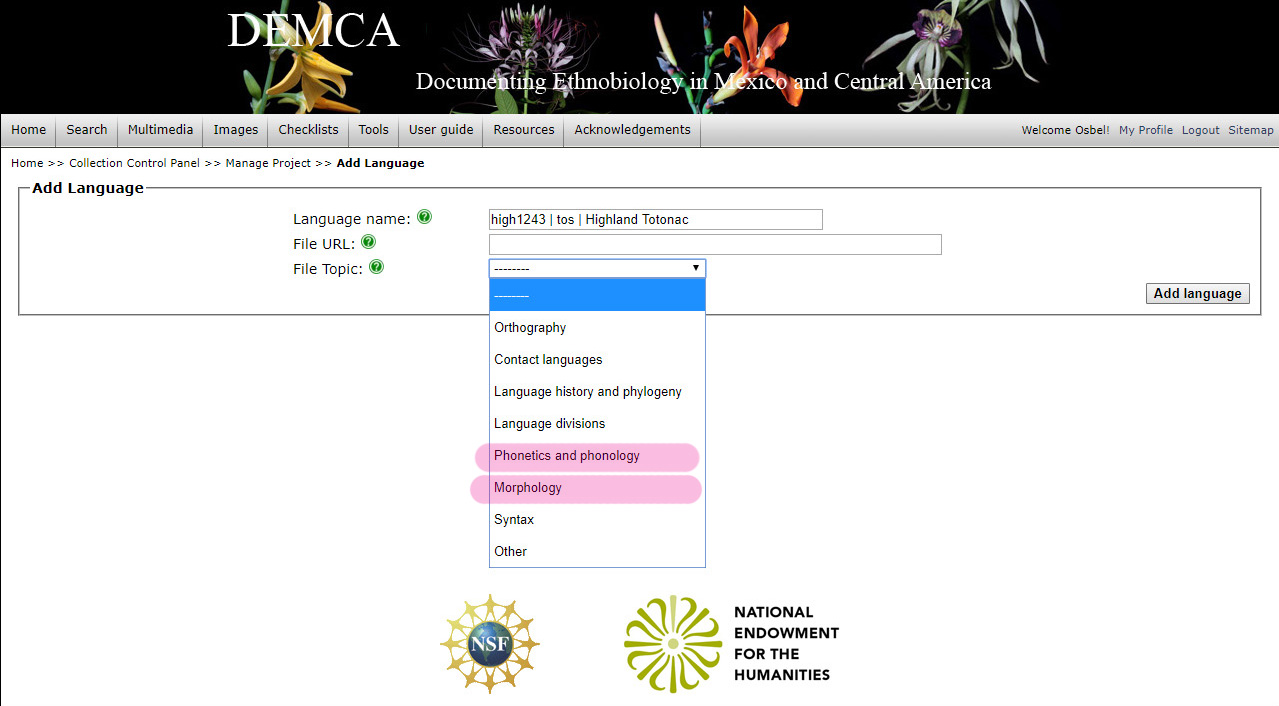 DEMCA
Documenting Ethnobiology in Mexico and Central America
Home Search Multimedia Images Checklists Tools User guide Resources Acknowledgements Welcome Osbel! My Profile Logout Sitemap
Home >> Collection Control Panel >> Manage Project >> Add Language
Add Language
Language name: ? high1243 | tos | Highland Totonac
File URL: ?
File Topic: ? --------
--------
Add language
Orthography
Contact languages
Language history and phylogeny
Language divisions
Phonetics and phonology
Morphology
Syntax
Other
NSF
NATIONAL
ENDOWMENT
FOR THE
HUMANITIES